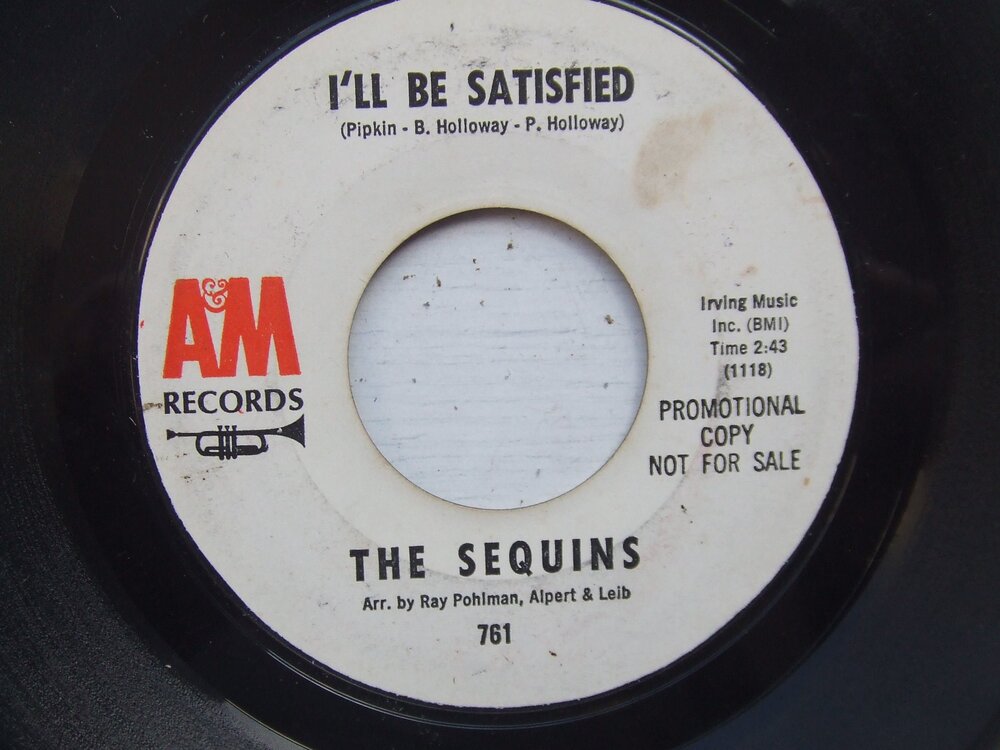 I'LL BE SATISFIED
(Pipkin - B. Holloway - P. Holloway)
A&M
RECORDS
Irving Music
Inc. (BMI)
Time 2:43
(1118)
PROMOTIONAL
COPY
NOT FOR SALE
THE SEQUINS
Arr. by Ray Pohlman, Alpert & Leib
761